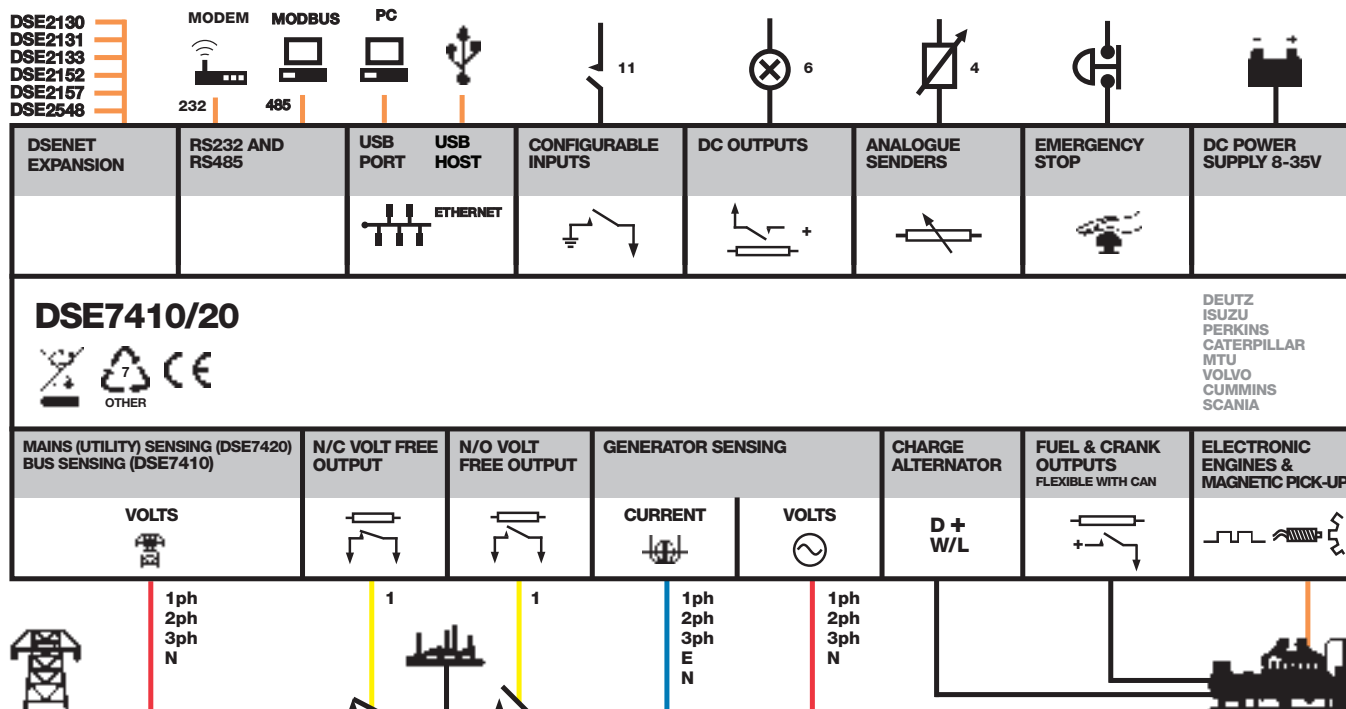 DSE2130
DSE2131
DSE2133
DSE2152
DSE2157
DSE2548
MODEM
MODBUS
PC
232
485
11
6
4
- +
DSENET
EXPANSION
RS232 AND
RS485
USB
PORT
USB
HOST
ETHERNET
CONFIGURABLE
INPUTS
DC OUTPUTS
+
ANALOGUE
SENDERS
EMERGENCY
STOP
DC POWER
SUPPLY 8-35V
DSE7410/20
7
OTHER
CE
DEUTZ
ISUZU
PERKINS
CATERPILLAR
MTU
VOLVO
CUMMINS
SCANIA
MAINS (UTILITY) SENSING (DSE7420)
BUS SENSING (DSE7410)
VOLTS
N/C VOLT FREE
OUTPUT
N/O VOLT
FREE OUTPUT
GENERATOR SENSING
CURRENT
VOLTS
CHARGE
ALTERNATOR
D +
W/L
FUEL & CRANK
OUTPUTS
FLEXIBLE WITH CAN
+
ELECTRONIC
ENGINES &
MAGNETIC PICK-UP
1ph
2ph
3ph
N
1
1
1ph
2ph
3ph
E
N
1ph
2ph
3ph
N